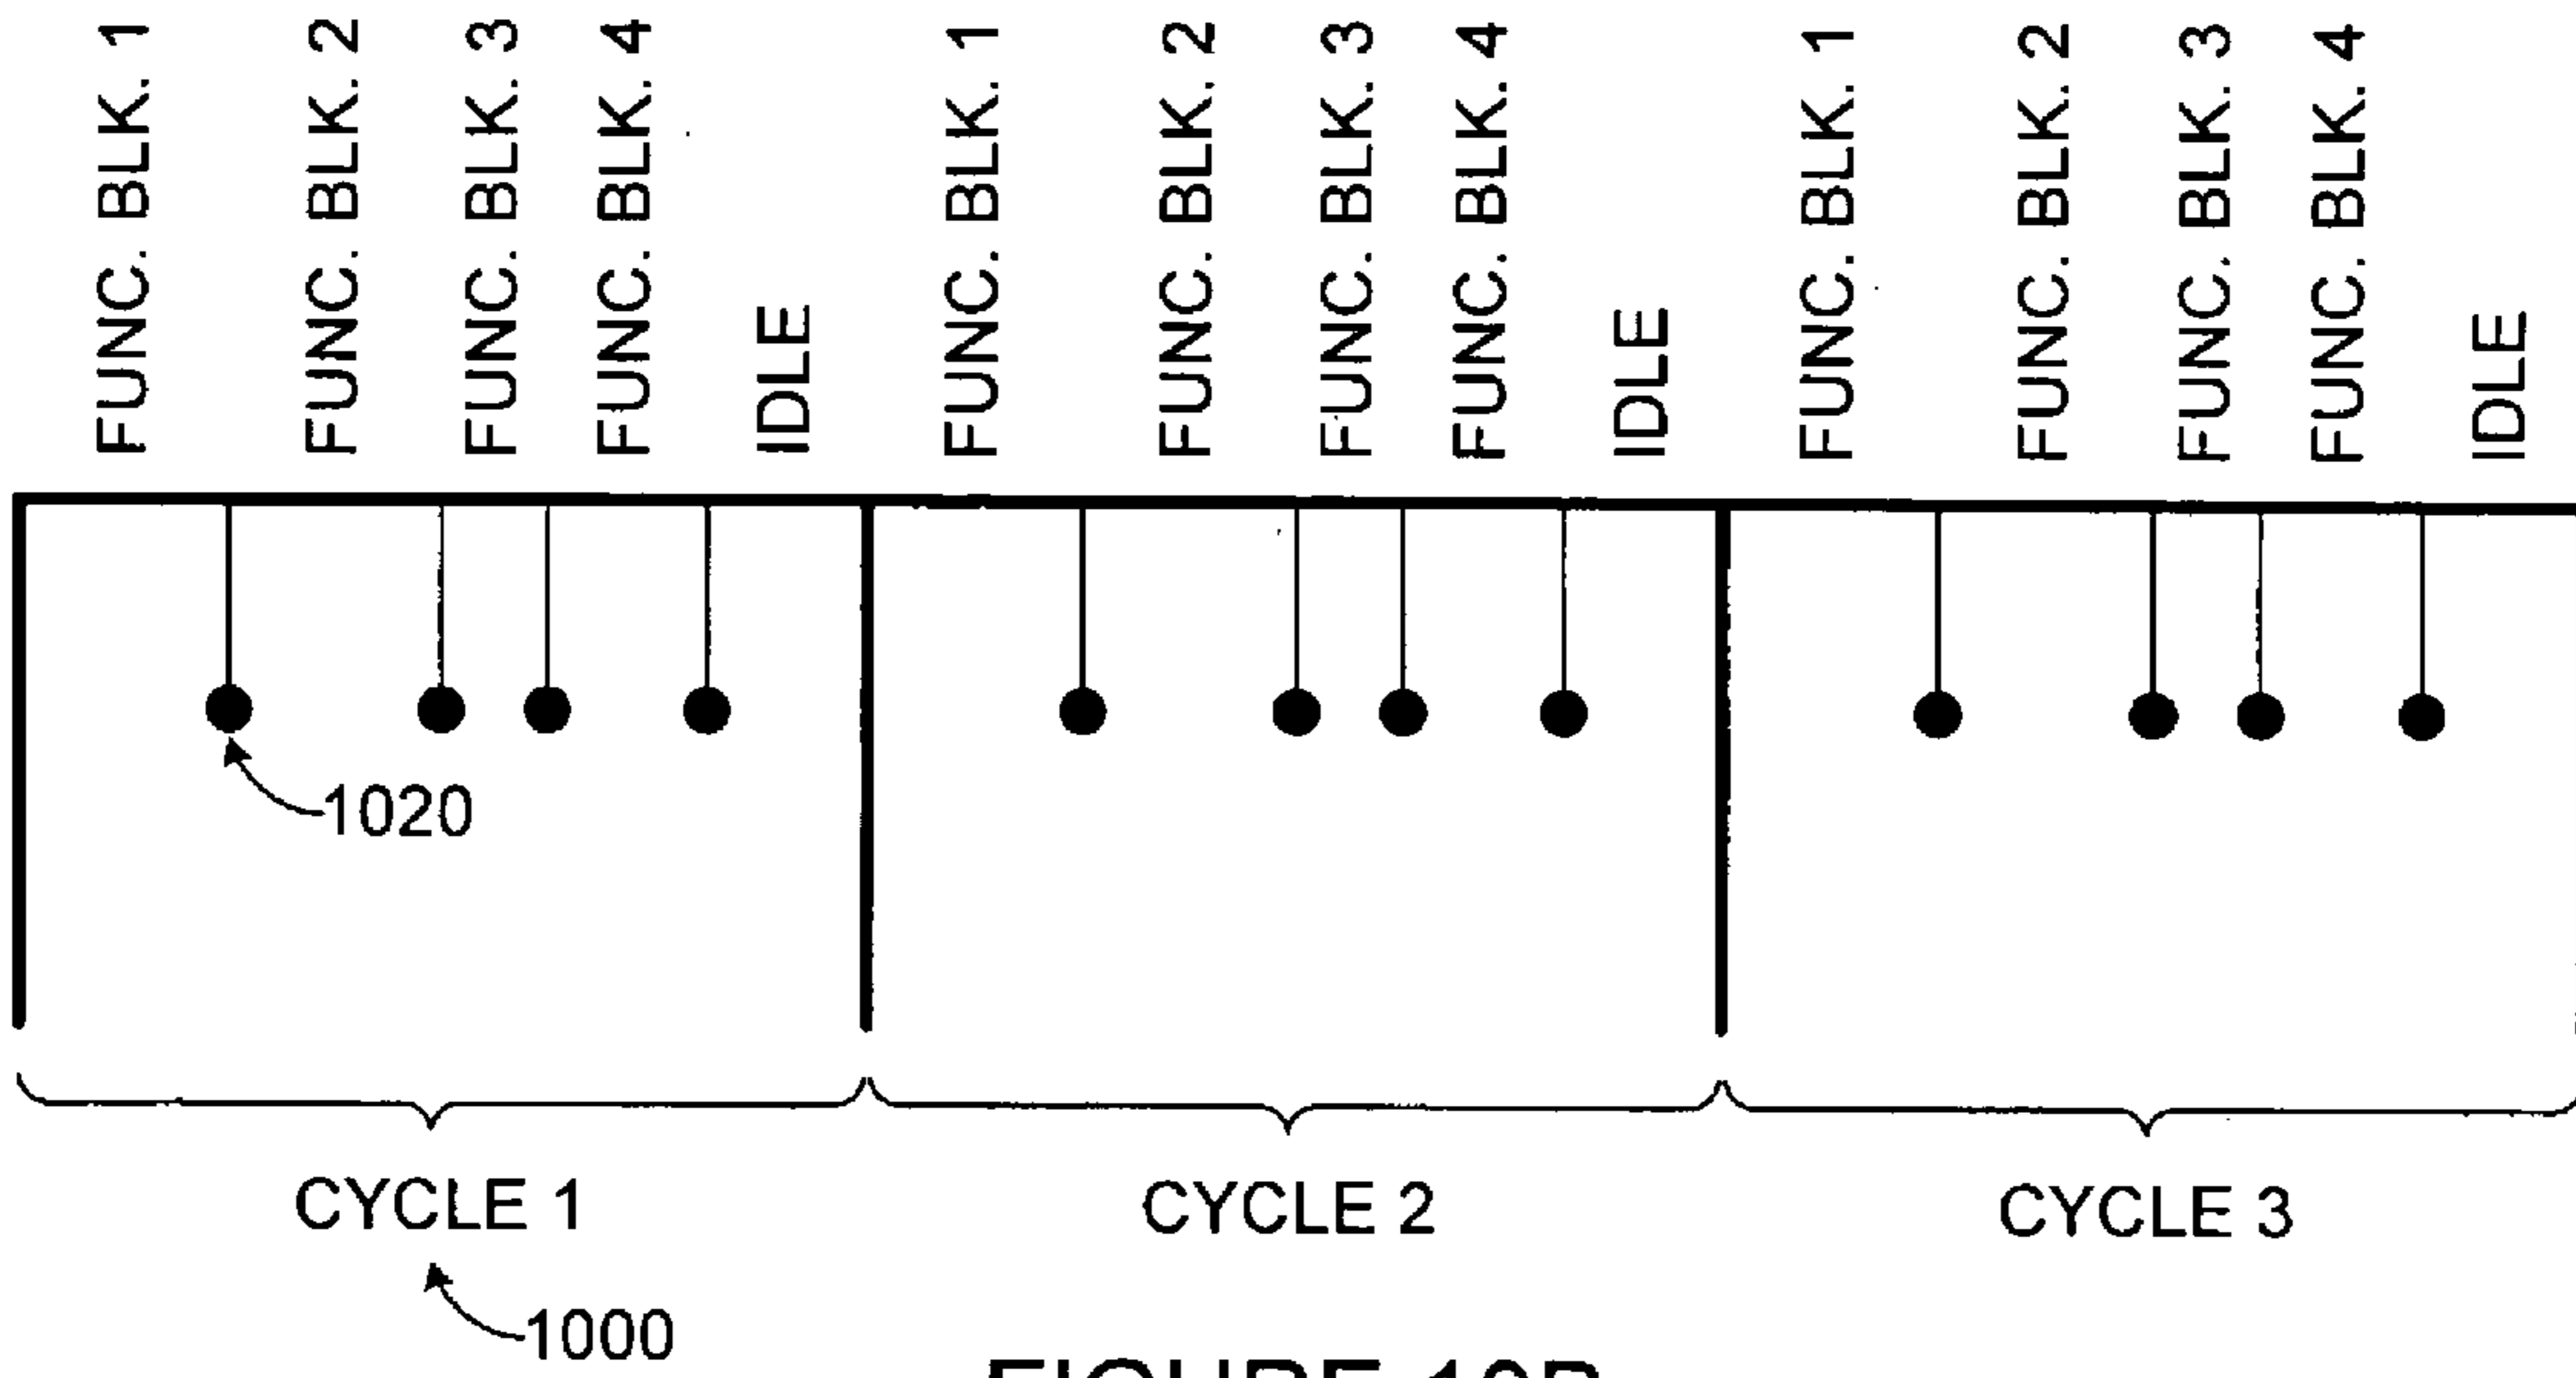 FUNC. BLK. 1
FUNC. BLK. 2
FUNC. BLK. 3
FUNC. BLK. 4
IDLE
FUNC. BLK. 1
FUNC. BLK. 2
FUNC. BLK. 3
FUNC. BLK. 4
IDLE
FUNC. BLK. 1
FUNC. BLK. 2
FUNC. BLK. 3
FUNC. BLK. 4
IDLE
1020
CYCLE 1
CYCLE 2
CYCLE 3
1000
FIGURE